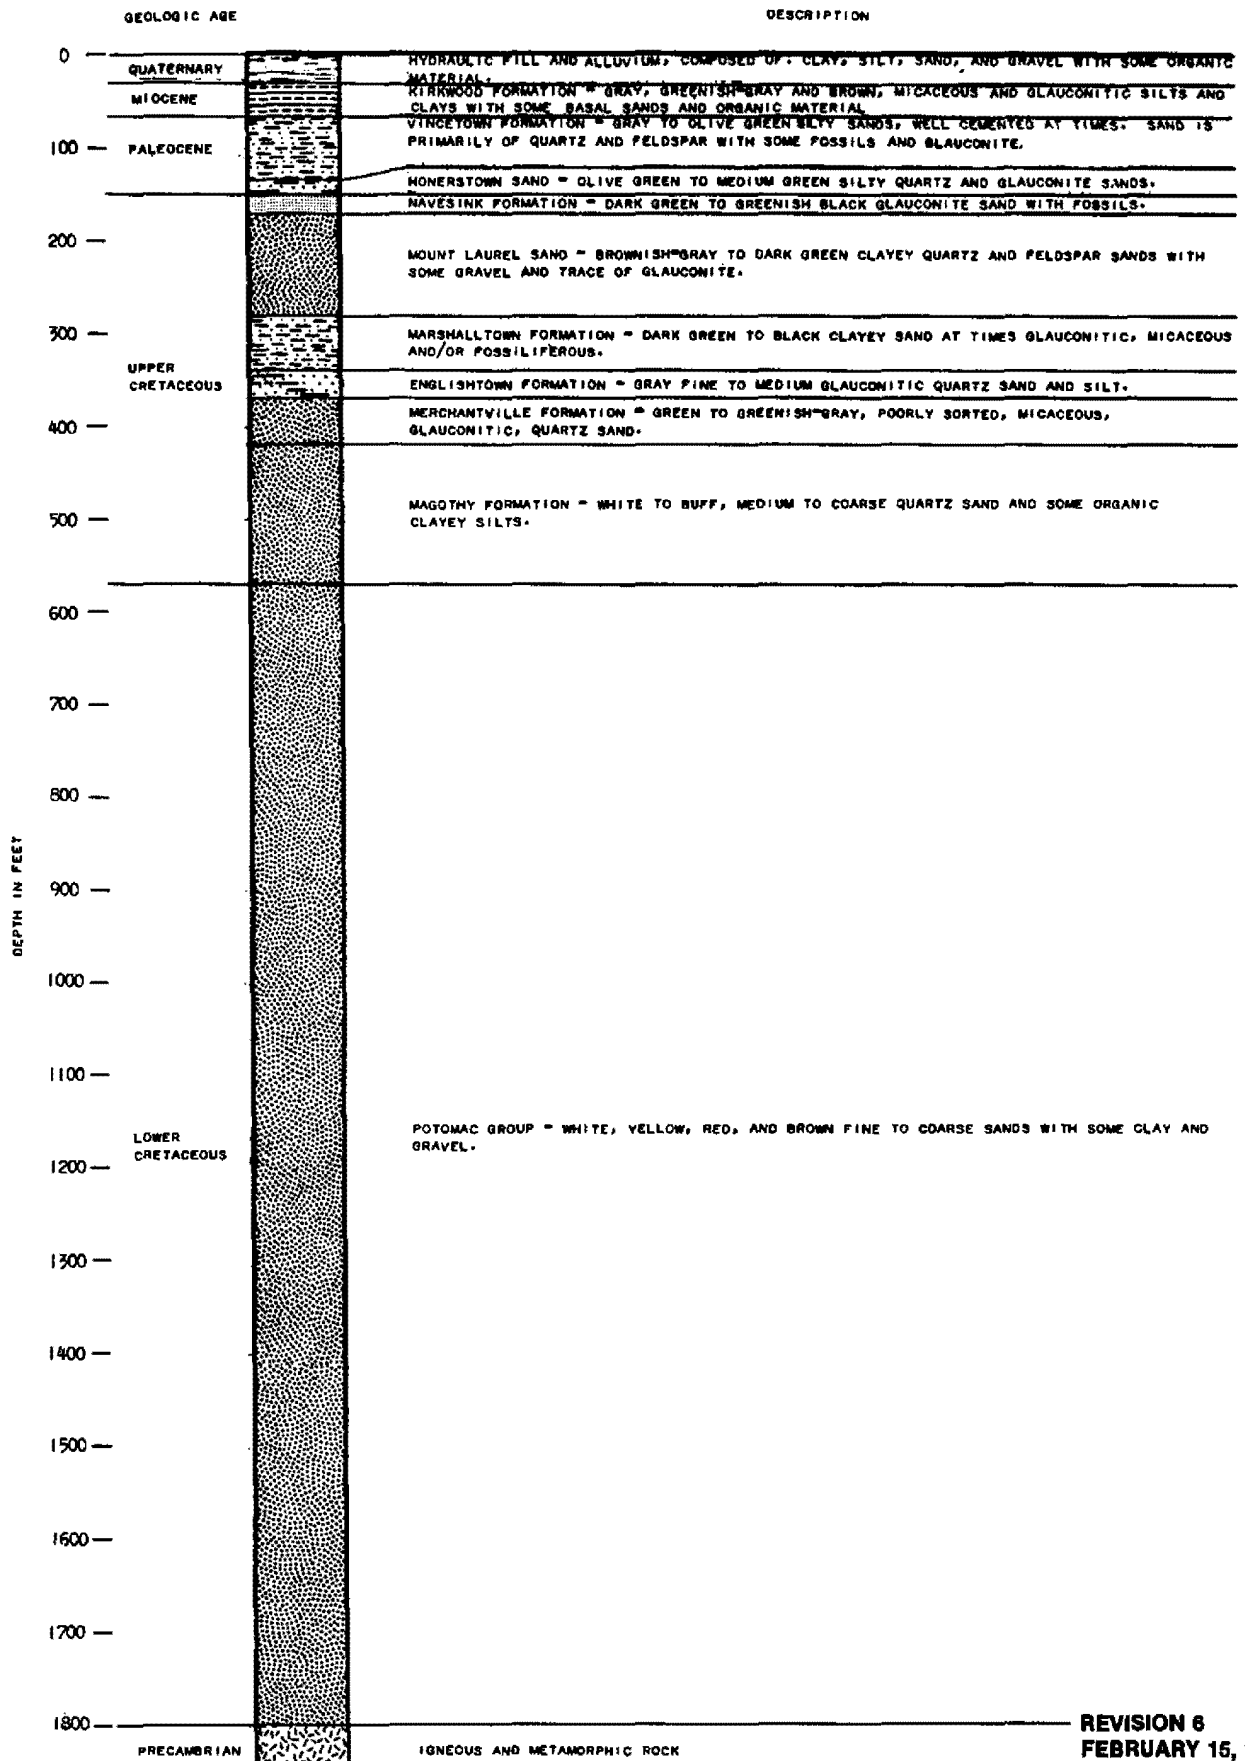 GEOLOGIC AGE
DESCRIPTION
0
QUATERNARY
HYDRAULIC FILL AND ALLUVIUM, COMPOSED OF: CLAY, SILT, SAND, AND GRAVEL WITH SOME ORGANIC
MATERIAL.
MIOCENE
KIRKWOOD FORMATION - GRAY, GREENISH-GRAY AND BROWN, MICACEOUS AND GLAUCONITIC SILTS AND
CLAYS WITH SOME BASAL SANDS AND ORGANIC MATERIAL
100
PALEOCENE
VINCETOWN FORMATION - GRAY TO OLIVE GREEN SILTY SANDS, WELL CEMENTED AT TIMES. SAND IS
PRIMARILY OF QUARTZ AND FELDSPAR WITH SOME FOSSILS AND GLAUCONITE.
HONERSTOWN SAND - OLIVE GREEN TO MEDIUM GREEN SILTY QUARTZ AND GLAUCONITE SANDS.
NAVESINK FORMATION - DARK GREEN TO GREENISH BLACK GLAUCONITE SAND WITH FOSSILS.
200
MOUNT LAUREL SAND - BROWNISH-GRAY TO DARK GREEN CLAYEY QUARTZ AND FELDSPAR SANDS WITH
SOME GRAVEL AND TRACE OF GLAUCONITE.
300
MARSHALLTOWN FORMATION - DARK GREEN TO BLACK CLAYEY SAND AT TIMES GLAUCONITIC, MICACEOUS
AND/OR FOSSILIFEROUS.
UPPER
CRETACEOUS
ENGLISHTOWN FORMATION - GRAY FINE TO MEDIUM GLAUCONITIC QUARTZ SAND AND SILT.
400
MERCHANTVILLE FORMATION - GREEN TO GREENISH-GRAY, POORLY SORTED, MICACEOUS,
GLAUCONITIC, QUARTZ SAND.
500
MAGOTHY FORMATION - WHITE TO BUFF, MEDIUM TO COARSE QUARTZ SAND AND SOME ORGANIC
CLAYEY SILTS.
600
700
800
DEPTH IN FEET
900
1000
1100
LOWER
CRETACEOUS
POTOMAC GROUP - WHITE, YELLOW, RED, AND BROWN FINE TO COARSE SANDS WITH SOME CLAY AND
GRAVEL.
1200
1300
1400
1500
1600
1700
1800
REVISION 6
FEBRUARY 15,
PRECAMBRIAN
IGNEOUS AND METAMORPHIC ROCK